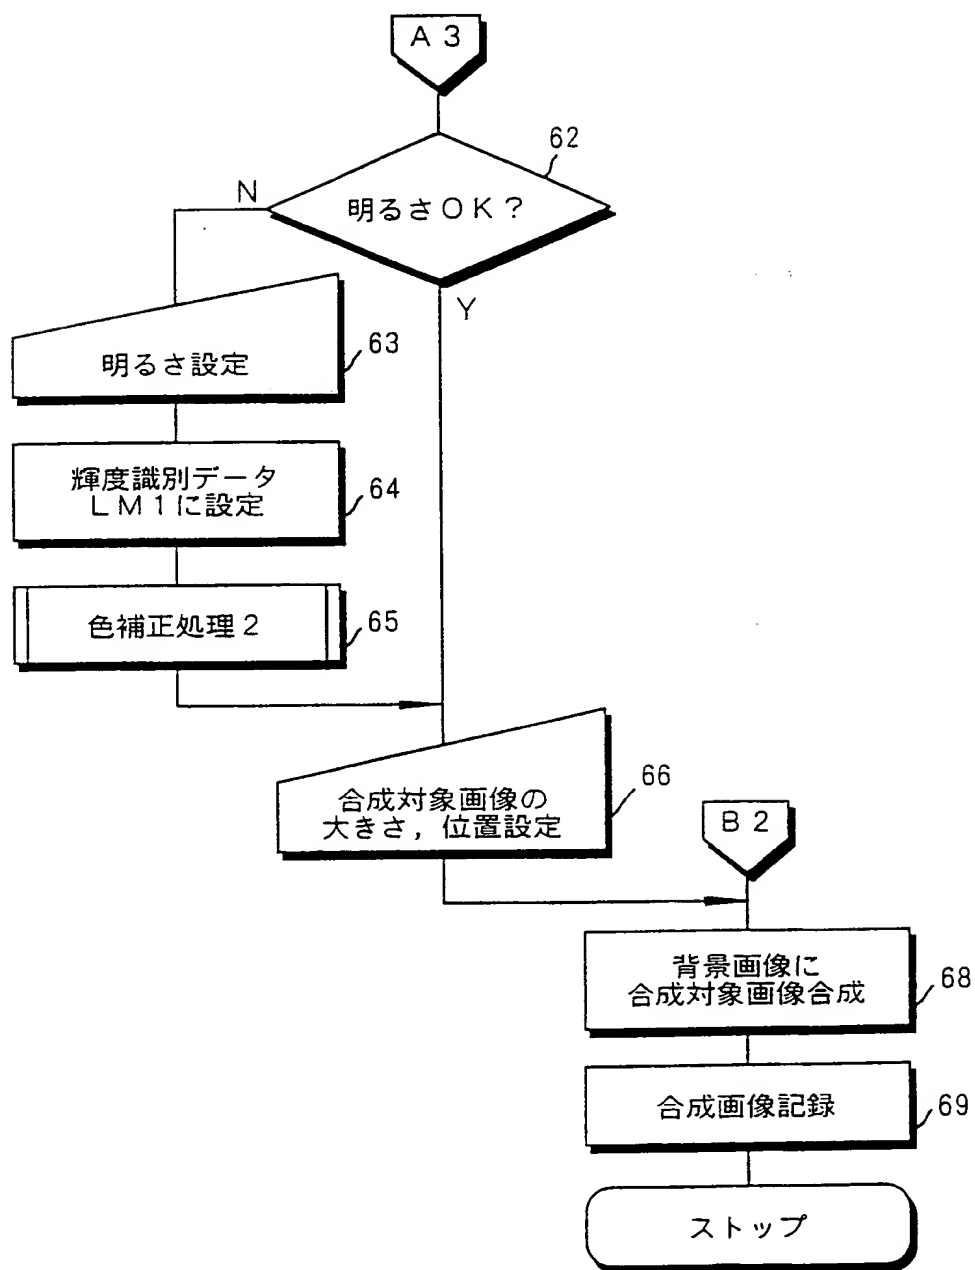 A3
62
明るさOK?
N
Y
明るさ設定
63
輝度識別データ
LM1に設定
64
色補正処理2
65
合成対象画像の
大きさ,位置設定
66
B2
背景画像に
合成対象画像合成
68
合成画像記録
69
ストップ